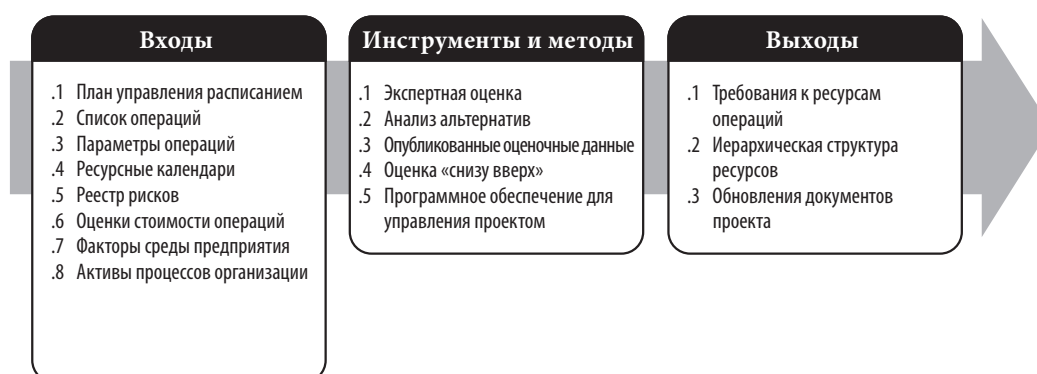 Входы
.1 План управления расписанием
.2 Список операций
.3 Параметры операций
.4 Ресурсные календари
.5 Реестр рисков
.6 Оценки стоимости операций
.7 Факторы среды предприятия
.8 Активы процессов организации
Инструменты и методы
.1 Экспертная оценка
.2 Анализ альтернатив
.3 Опубликованные оценочные данные
.4 Оценка «снизу вверх»
.5 Программное обеспечение для
управления проектом
Выходы
.1 Требования к ресурсам
операций
.2 Иерархическая структура
ресурсов
.3 Обновления документов
проекта